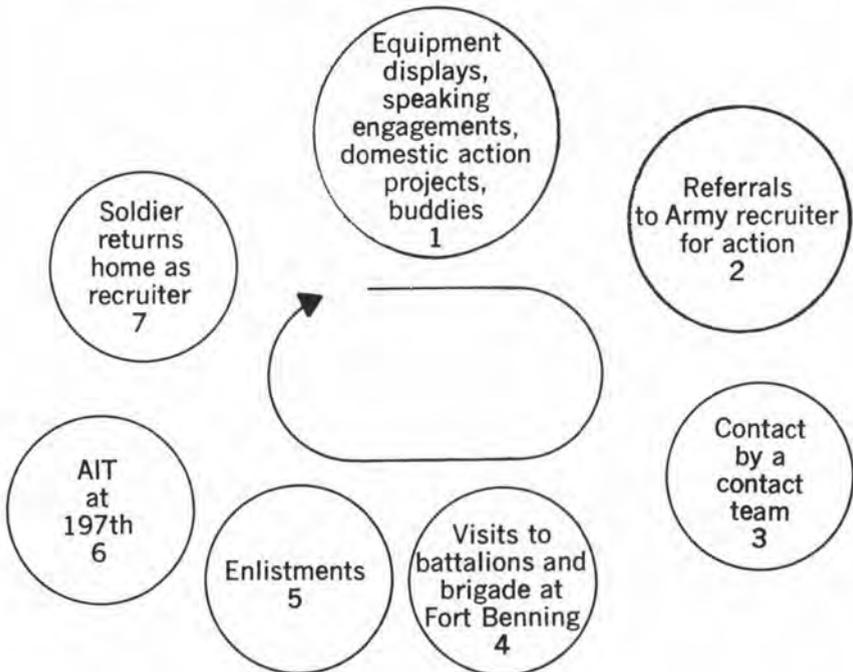 Equipment
displays,
speaking
engagements,
domestic action
projects,
buddies
1
Referrals
to Army recruiter
for action
2
Contact
by a
contact
team
3
Visits to
battalions and
brigade at
Fort Benning
4
Enlistments
5
AIT
at
197th
6
Soldier
returns
home as
recruiter
7